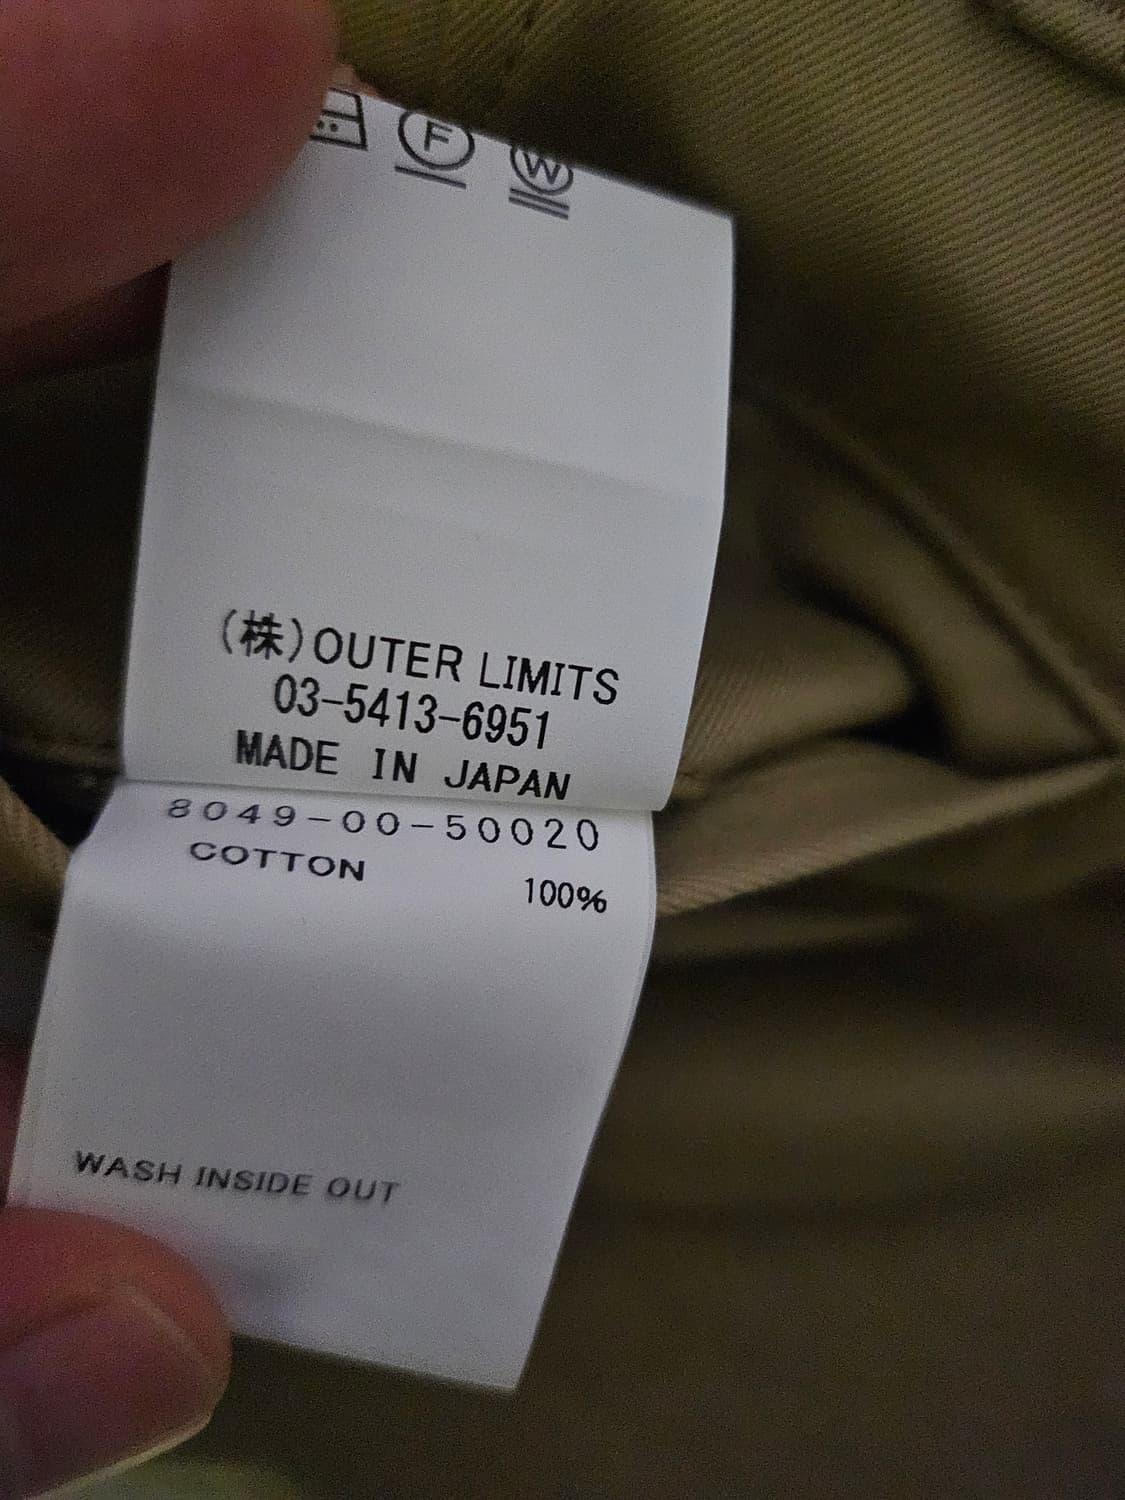 F W
(株)OUTER LIMITS
03-5413-6951
MADE IN JAPAN
8049-00-50020
COTTON
100%
WASH INSIDE OUT